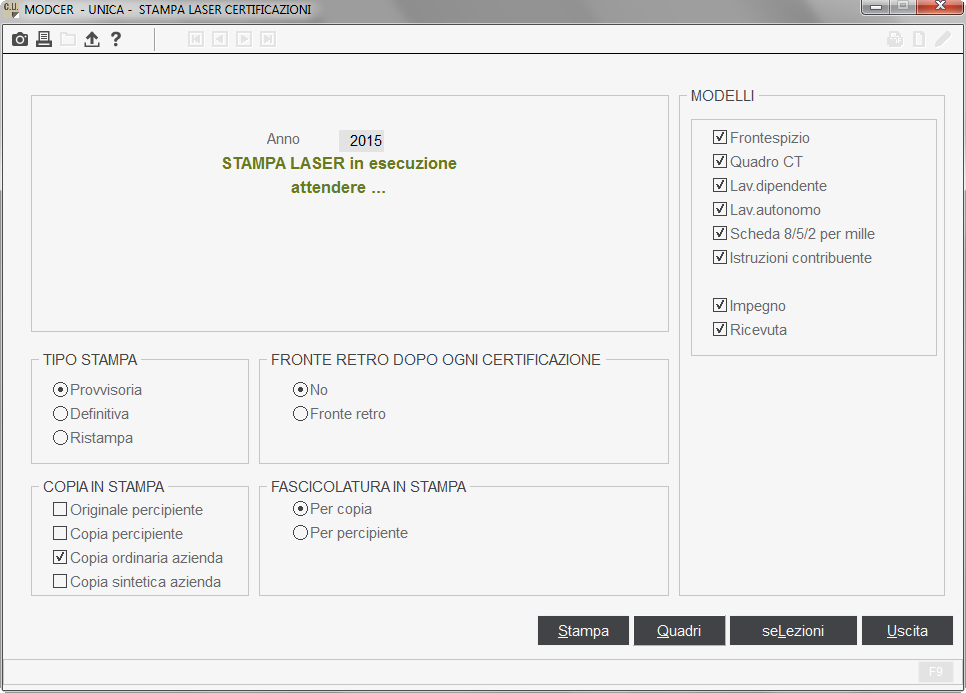 C.U.
MODCER - UNICA - STAMPA LASER CERTIFICAZIONI
?
Anno 2015
STAMPA LASER in esecuzione
attendere ...
MODELLI
Frontespizio
Quadro CT
Lav.dipendente
Lav.autonomo
Scheda 8/5/2 per mille
Istruzioni contribuente
Impegno
Ricevuta
TIPO STAMPA
Provvisoria
Definitiva
Ristampa
FRONTE RETRO DOPO OGNI CERTIFICAZIONE
No
Fronte retro
COPIA IN STAMPA
Originale percipiente
Copia percipiente
Copia ordinaria azienda
Copia sintetica azienda
FASCICOLATURA IN STAMPA
Per copia
Per percipiente
Stampa Quadri seLezioni Uscita
F9